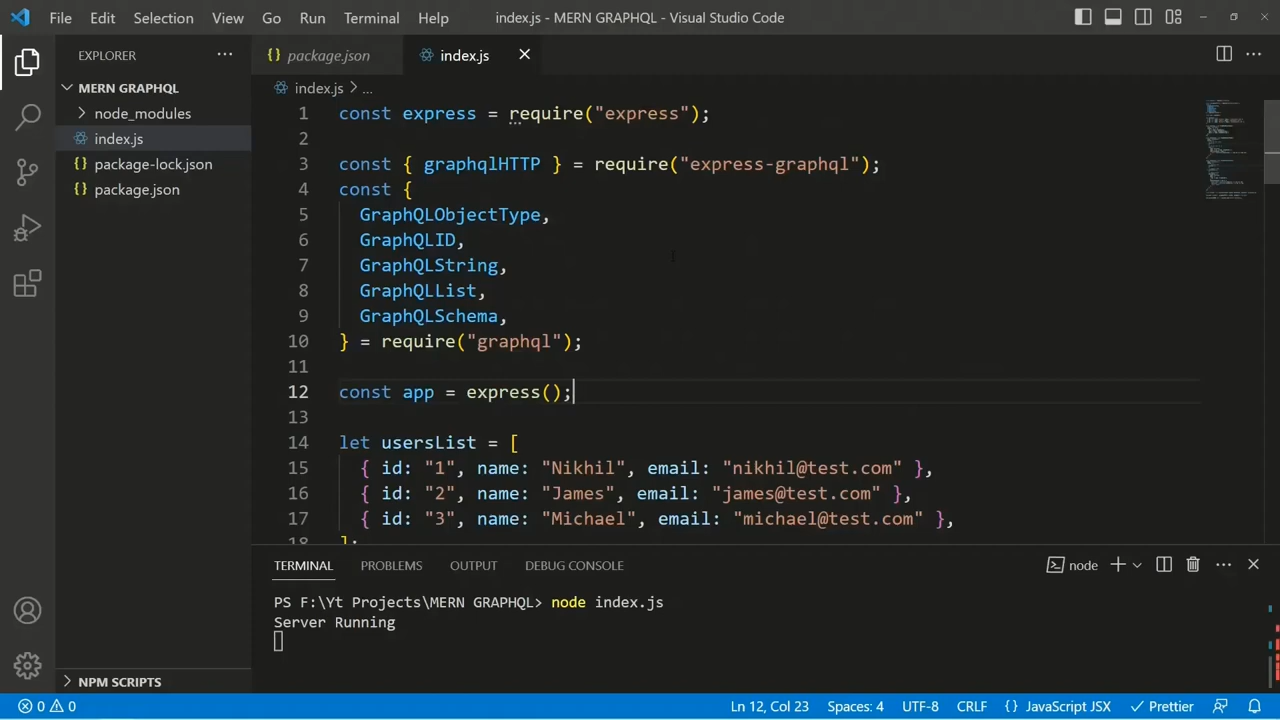 File Edit Selection View Go Run Terminal Help index.js - MERN GRAPHQL - Visual Studio Code
EXPLORER ...
MERN GRAPHQL
node_modules
index.js
package-lock.json
package.json
NPM SCRIPTS
{} package.json index.js
index.js > ...
1 const express = require("express");
2
3 const { graphqlHTTP } = require("express-graphql");
4 const {
5 GraphQLObjectType,
6 GraphQLID,
7 GraphQLString,
8 GraphQLList,
9 GraphQLSchema,
10 } = require("graphql");
11
12 const app = express();
13
14 let usersList = [
15 { id: "1", name: "Nikhil", email: "nikhil@test.com" },
16 { id: "2", name: "James", email: "james@test.com" },
17 { id: "3", name: "Michael", email: "michael@test.com" },
18 ];
TERMINAL PROBLEMS OUTPUT DEBUG CONSOLE node
PS F:\Yt Projects\MERN GRAPHQL> node index.js
Server Running
0 0 Ln 12, Col 23 Spaces: 4 UTF-8 CRLF {} JavaScript JSX Prettier